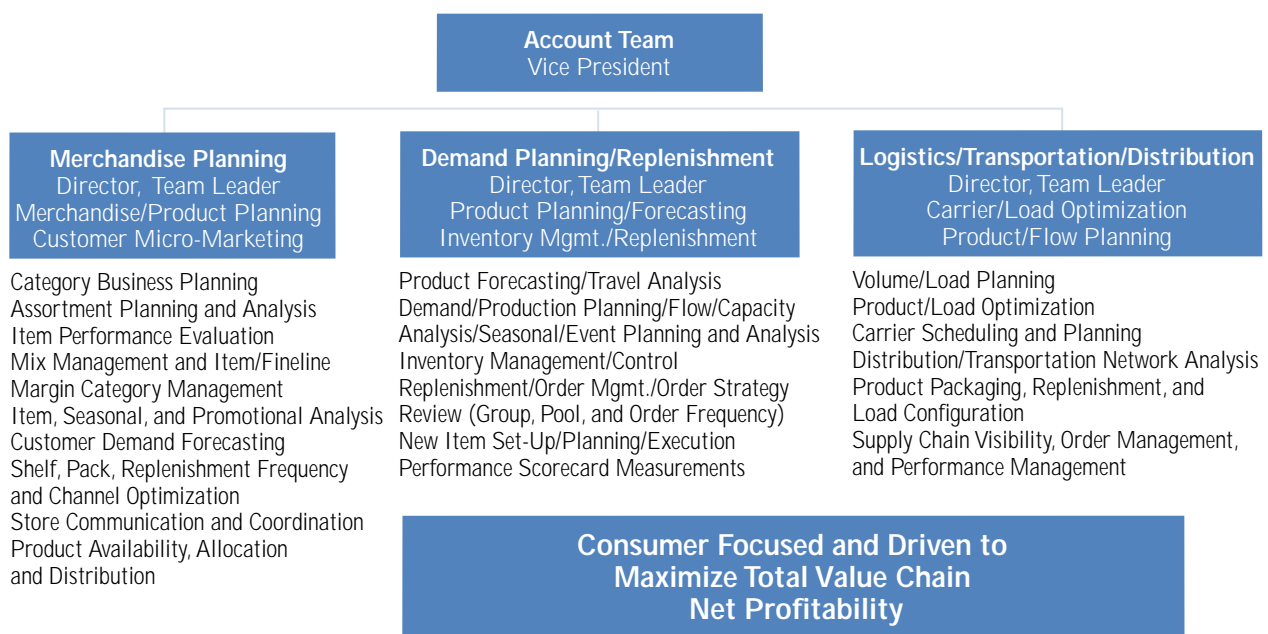 Account Team
Vice President
Merchandise Planning
Director, Team Leader
Merchandise/Product Planning
Customer Micro-Marketing
Category Business Planning
Assortment Planning and Analysis
Item Performance Evaluation
Mix Management and Item/Fineline
Margin Category Management
Item, Seasonal, and Promotional Analysis
Customer Demand Forecasting
Shelf, Pack, Replenishment Frequency
and Channel Optimization
Store Communication and Coordination
Product Availability, Allocation
and Distribution
Demand Planning/Replenishment
Director, Team Leader
Product Planning/Forecasting
Inventory Mgmt./Replenishment
Product Forecasting/Travel Analysis
Demand/Production Planning/Flow/Capacity
Analysis/Seasonal/Event Planning and Analysis
Inventory Management/Control
Replenishment/Order Mgmt./Order Strategy
Review (Group, Pool, and Order Frequency)
New Item Set-Up/Planning/Execution
Performance Scorecard Measurements
Logistics/Transportation/Distribution
Director, Team Leader
Carrier/Load Optimization
Product/Flow Planning
Volume/Load Planning
Product/Load Optimization
Carrier Scheduling and Planning
Distribution/Transportation Network Analysis
Product Packaging, Replenishment, and
Load Configuration
Supply Chain Visibility, Order Management,
and Performance Management
Consumer Focused and Driven to
Maximize Total Value Chain
Net Profitability